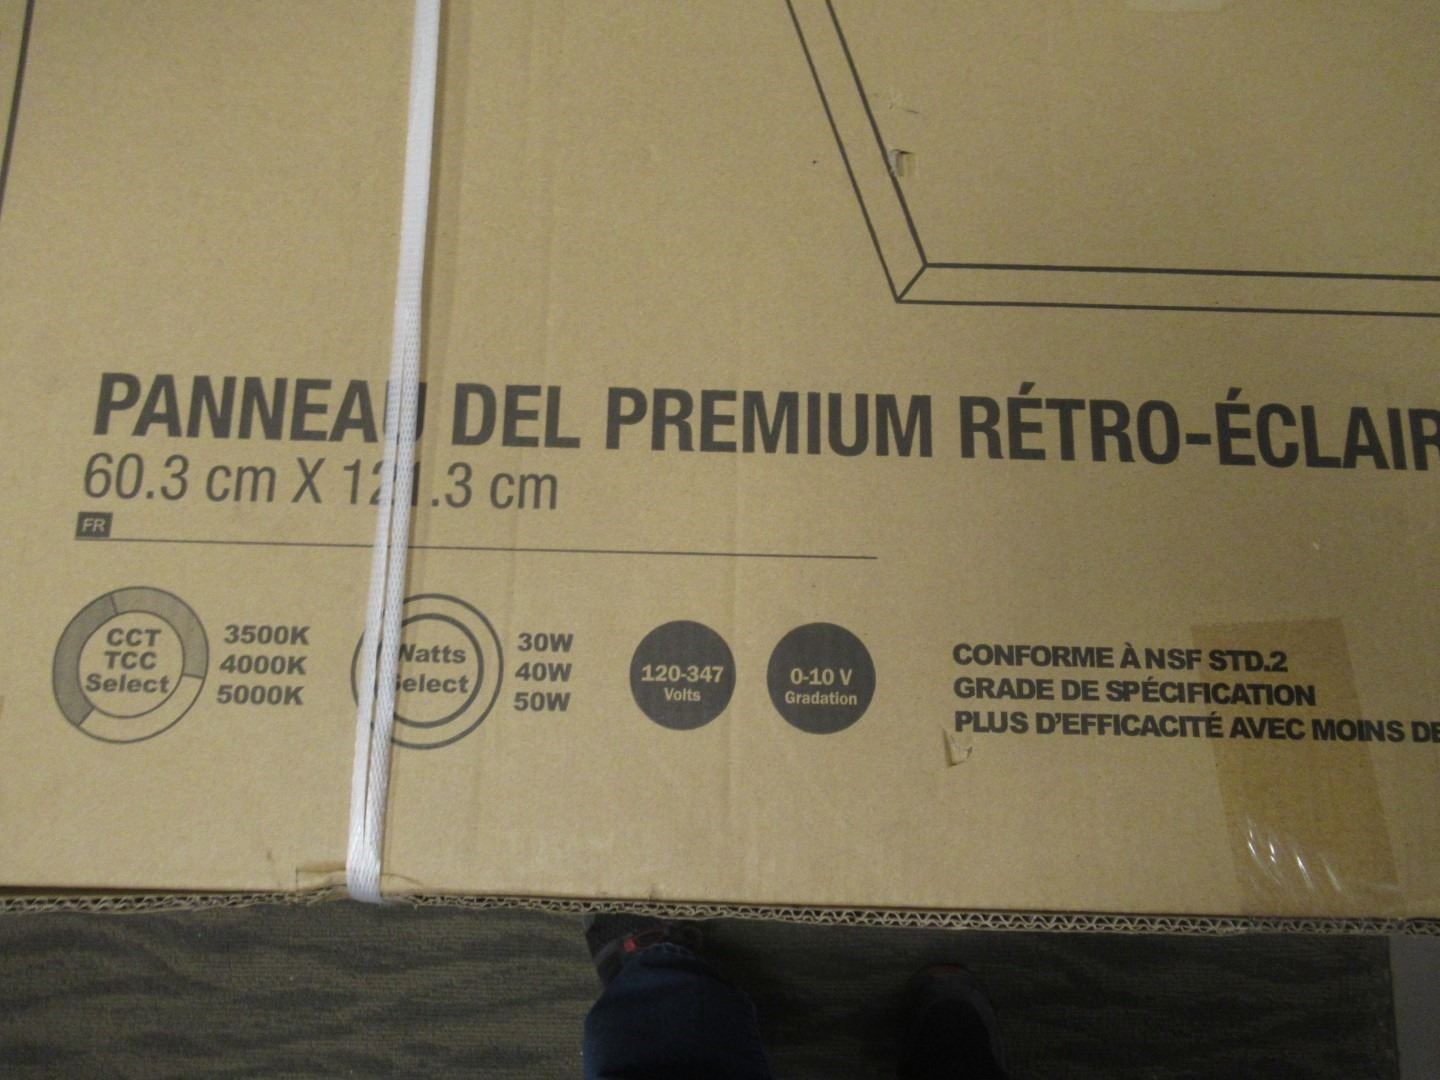 PANNEAU DEL PREMIUM RÉTRO-ÉCLAIR
60.3 cm X 121.3 cm
FR
CCT
TCC
Select
3500K
4000K
5000K
Watts
Select
30W
40W
50W
120-347
Volts
0-10 V
Gradation
CONFORME À NSF STD.2
GRADE DE SPÉCIFICATION
PLUS D'EFFICACITÉ AVEC MOINS DE